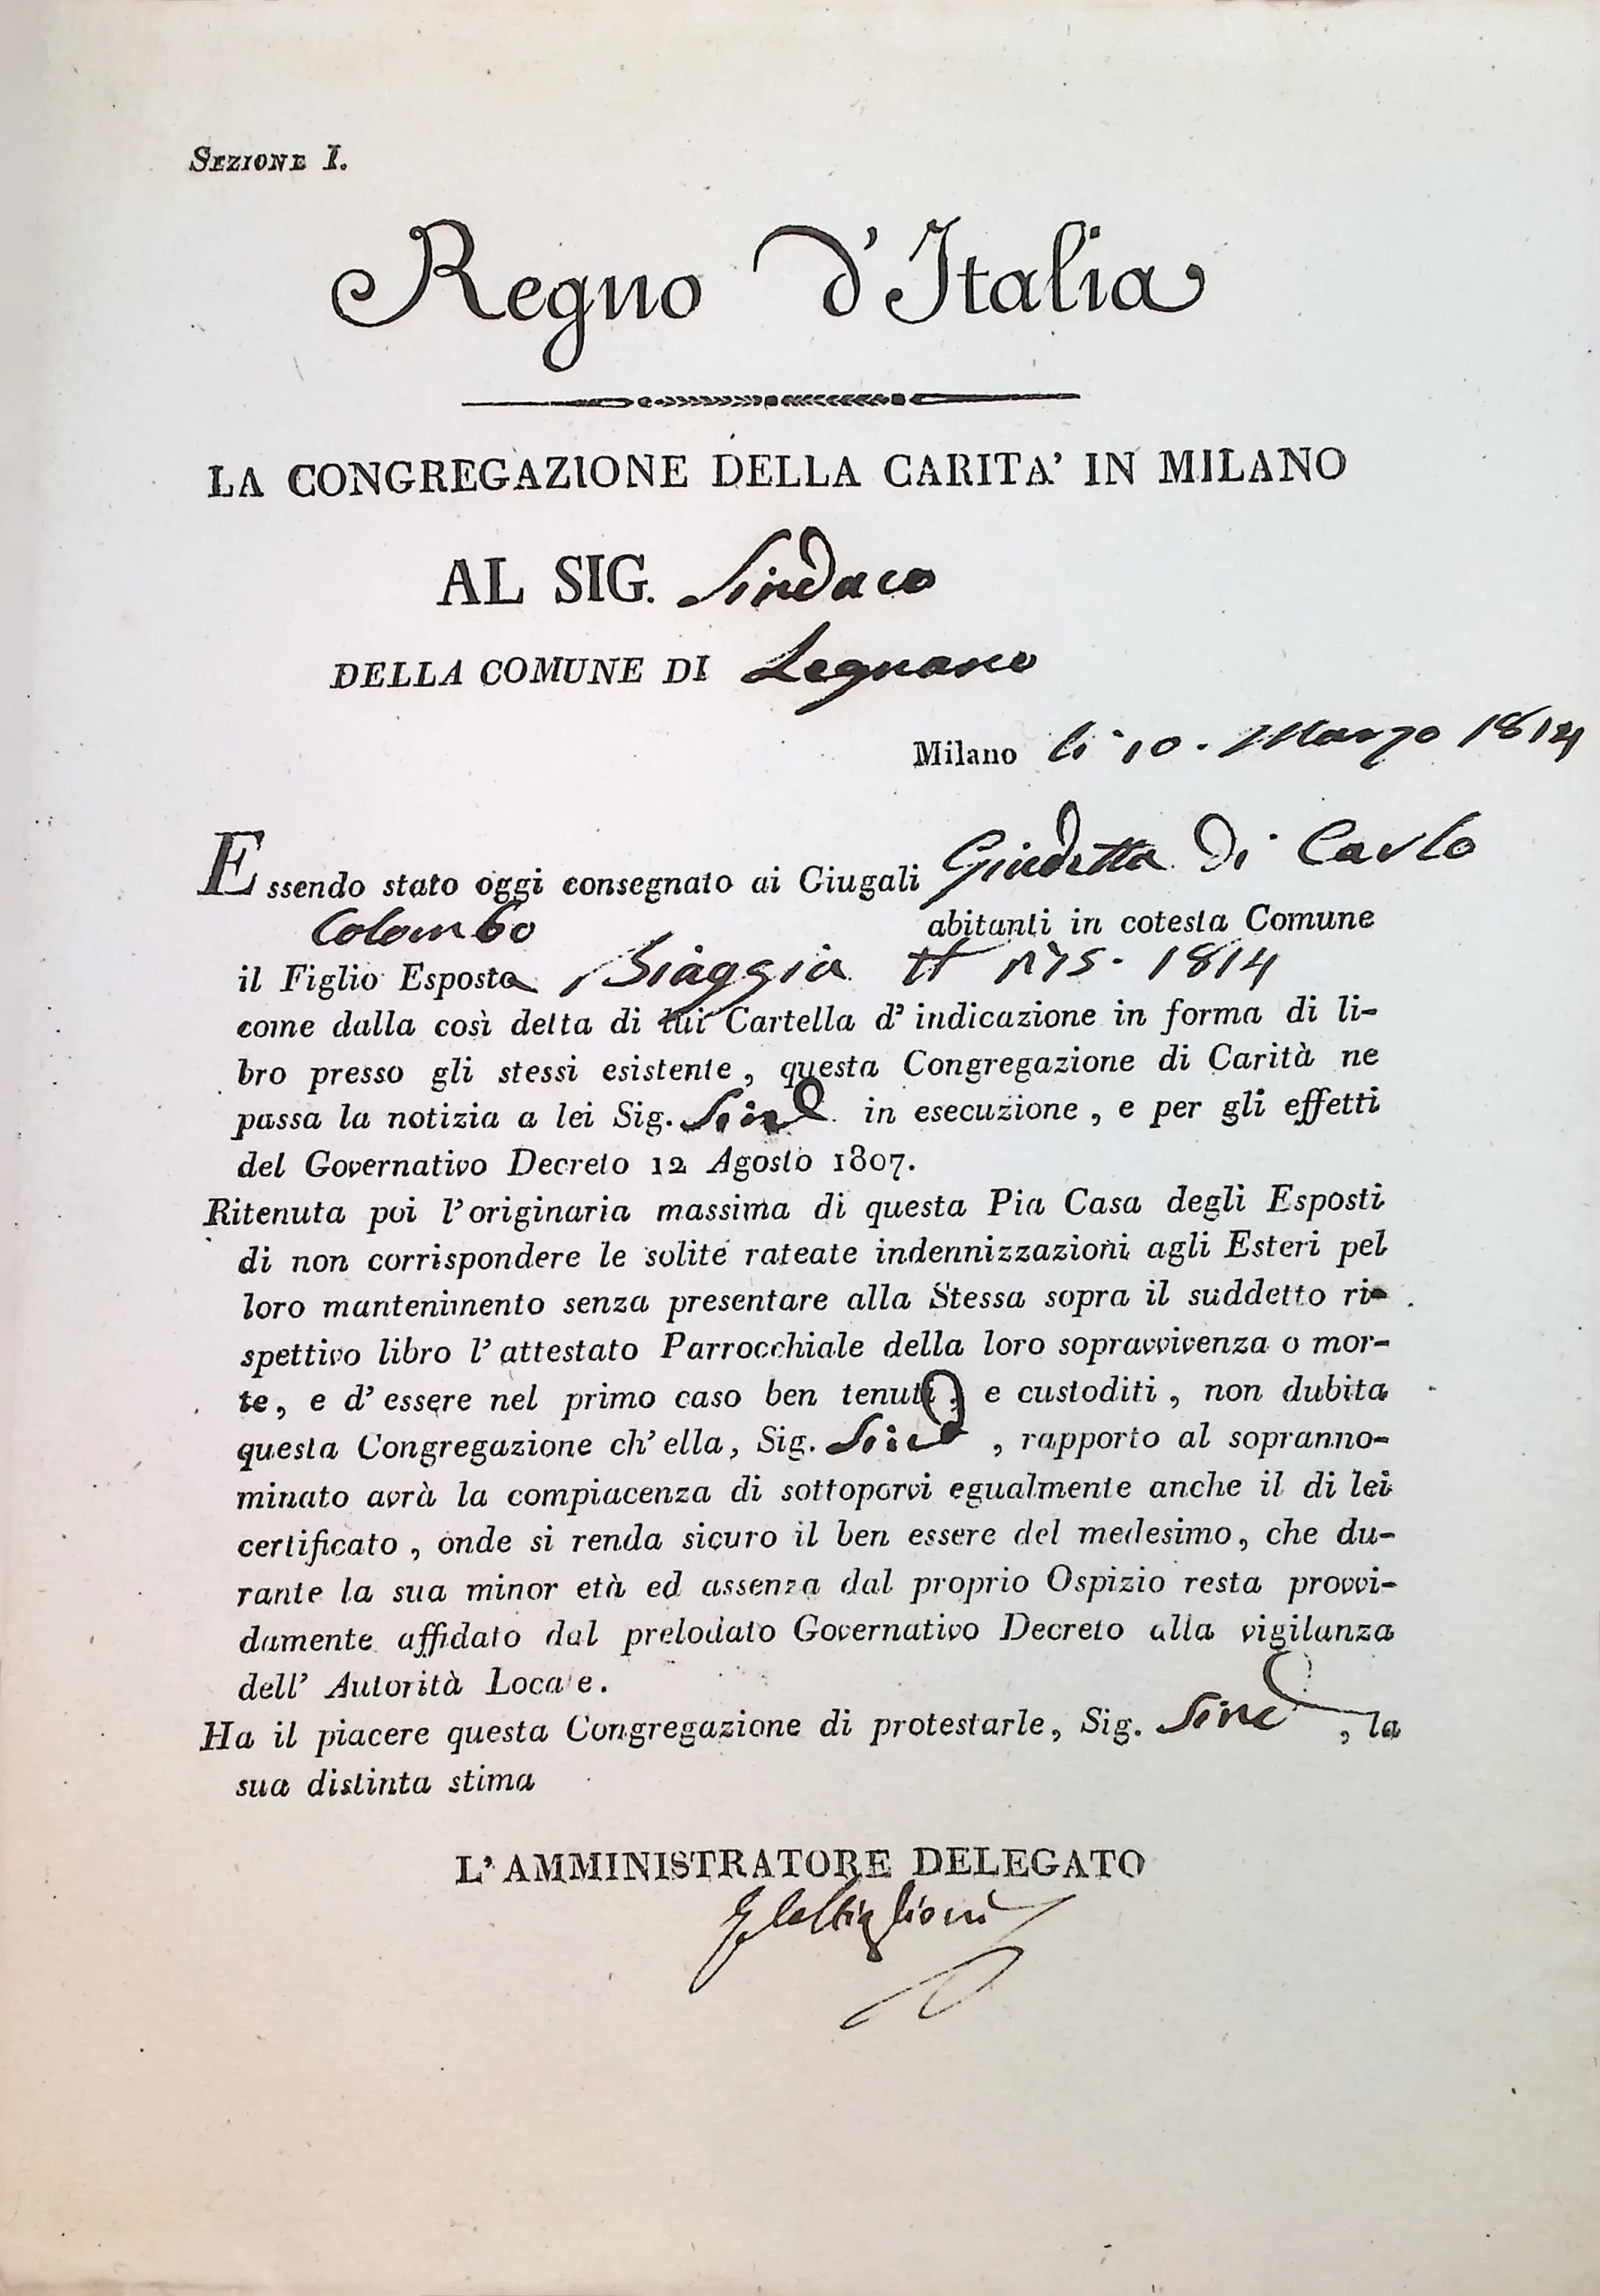 SEZIONE I.
Regno d'Italia
LA CONGREGAZIONE DELLA CARITA' IN MILANO
AL SIG. Sindaco
DELLA COMUNE DI Legnano
Milano li 10. Marzo 1814
Essendo stato oggi consegnato ai Giugali Giudetta di Carlo
Colombo abitanti in cotesta Comune
il Figlio Esposta Biaggia 1814
come dalla così detta di lui Cartella d' indicazione in forma di li-
bro presso gli stessi esistente, questa Congregazione di Carità ne
passa la notizia a lei Sig. Sind in esecuzione, e per gli effetti
del Governativo Decreto 12 Agosto 1807.
Ritenuta poi l'originaria massima di questa Pia Casa degli Esposti
di non corrispondere le solite rateate indennizzazioni agli Esteri pel
loro mantenimento senza presentare alla Stessa sopra il suddetto ri-
spettivo libro l' attestato Parrocchiale della loro sopravvivenza o mor-
te, e d' essere nel primo caso ben tenuti, e custoditi, non dubita
questa Congregazione ch' ella, Sig. Sind, rapporto al sopranno-
minato avrà la compiacenza di sottoporvi egualmente anche il di lei
certificato, onde si renda sicuro il ben essere del medesimo, che du-
rante la sua minor età ed assenza dal proprio Ospizio resta provvi-
damente affidato dal prelodato Governativo Decreto alla vigilanza
dell' Autorità Locale.
Ha il piacere questa Congregazione di protestarle, Sig. Sind, la
sua distinta stima
L' AMMINISTRATORE DELEGATO